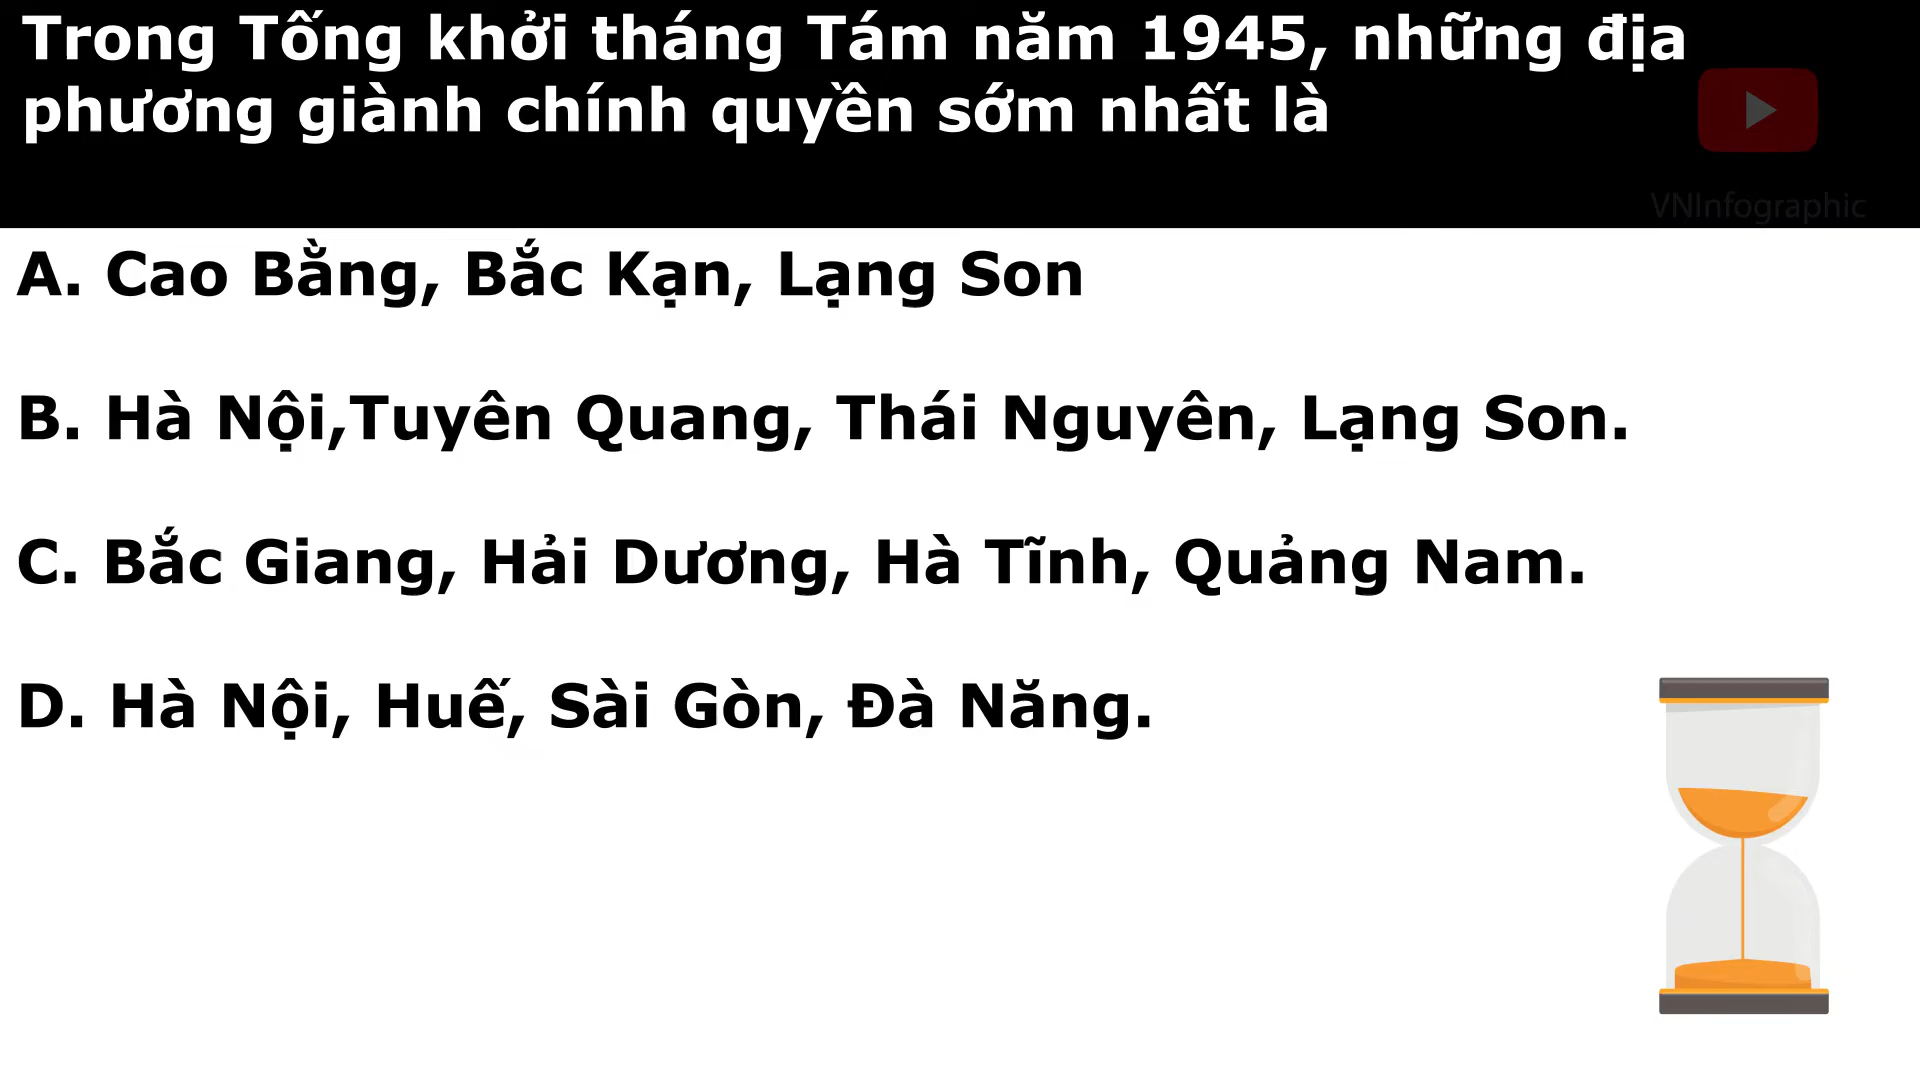 Trong Tống khởi tháng Tám năm 1945, những địa
phương giành chính quyền sớm nhất là
VNInfographic
A. Cao Bằng, Bắc Kạn, Lạng Son
B. Hà Nội,Tuyên Quang, Thái Nguyên, Lạng Son.
C. Bắc Giang, Hải Dương, Hà Tĩnh, Quảng Nam.
D. Hà Nội, Huế, Sài Gòn, Đà Năng.